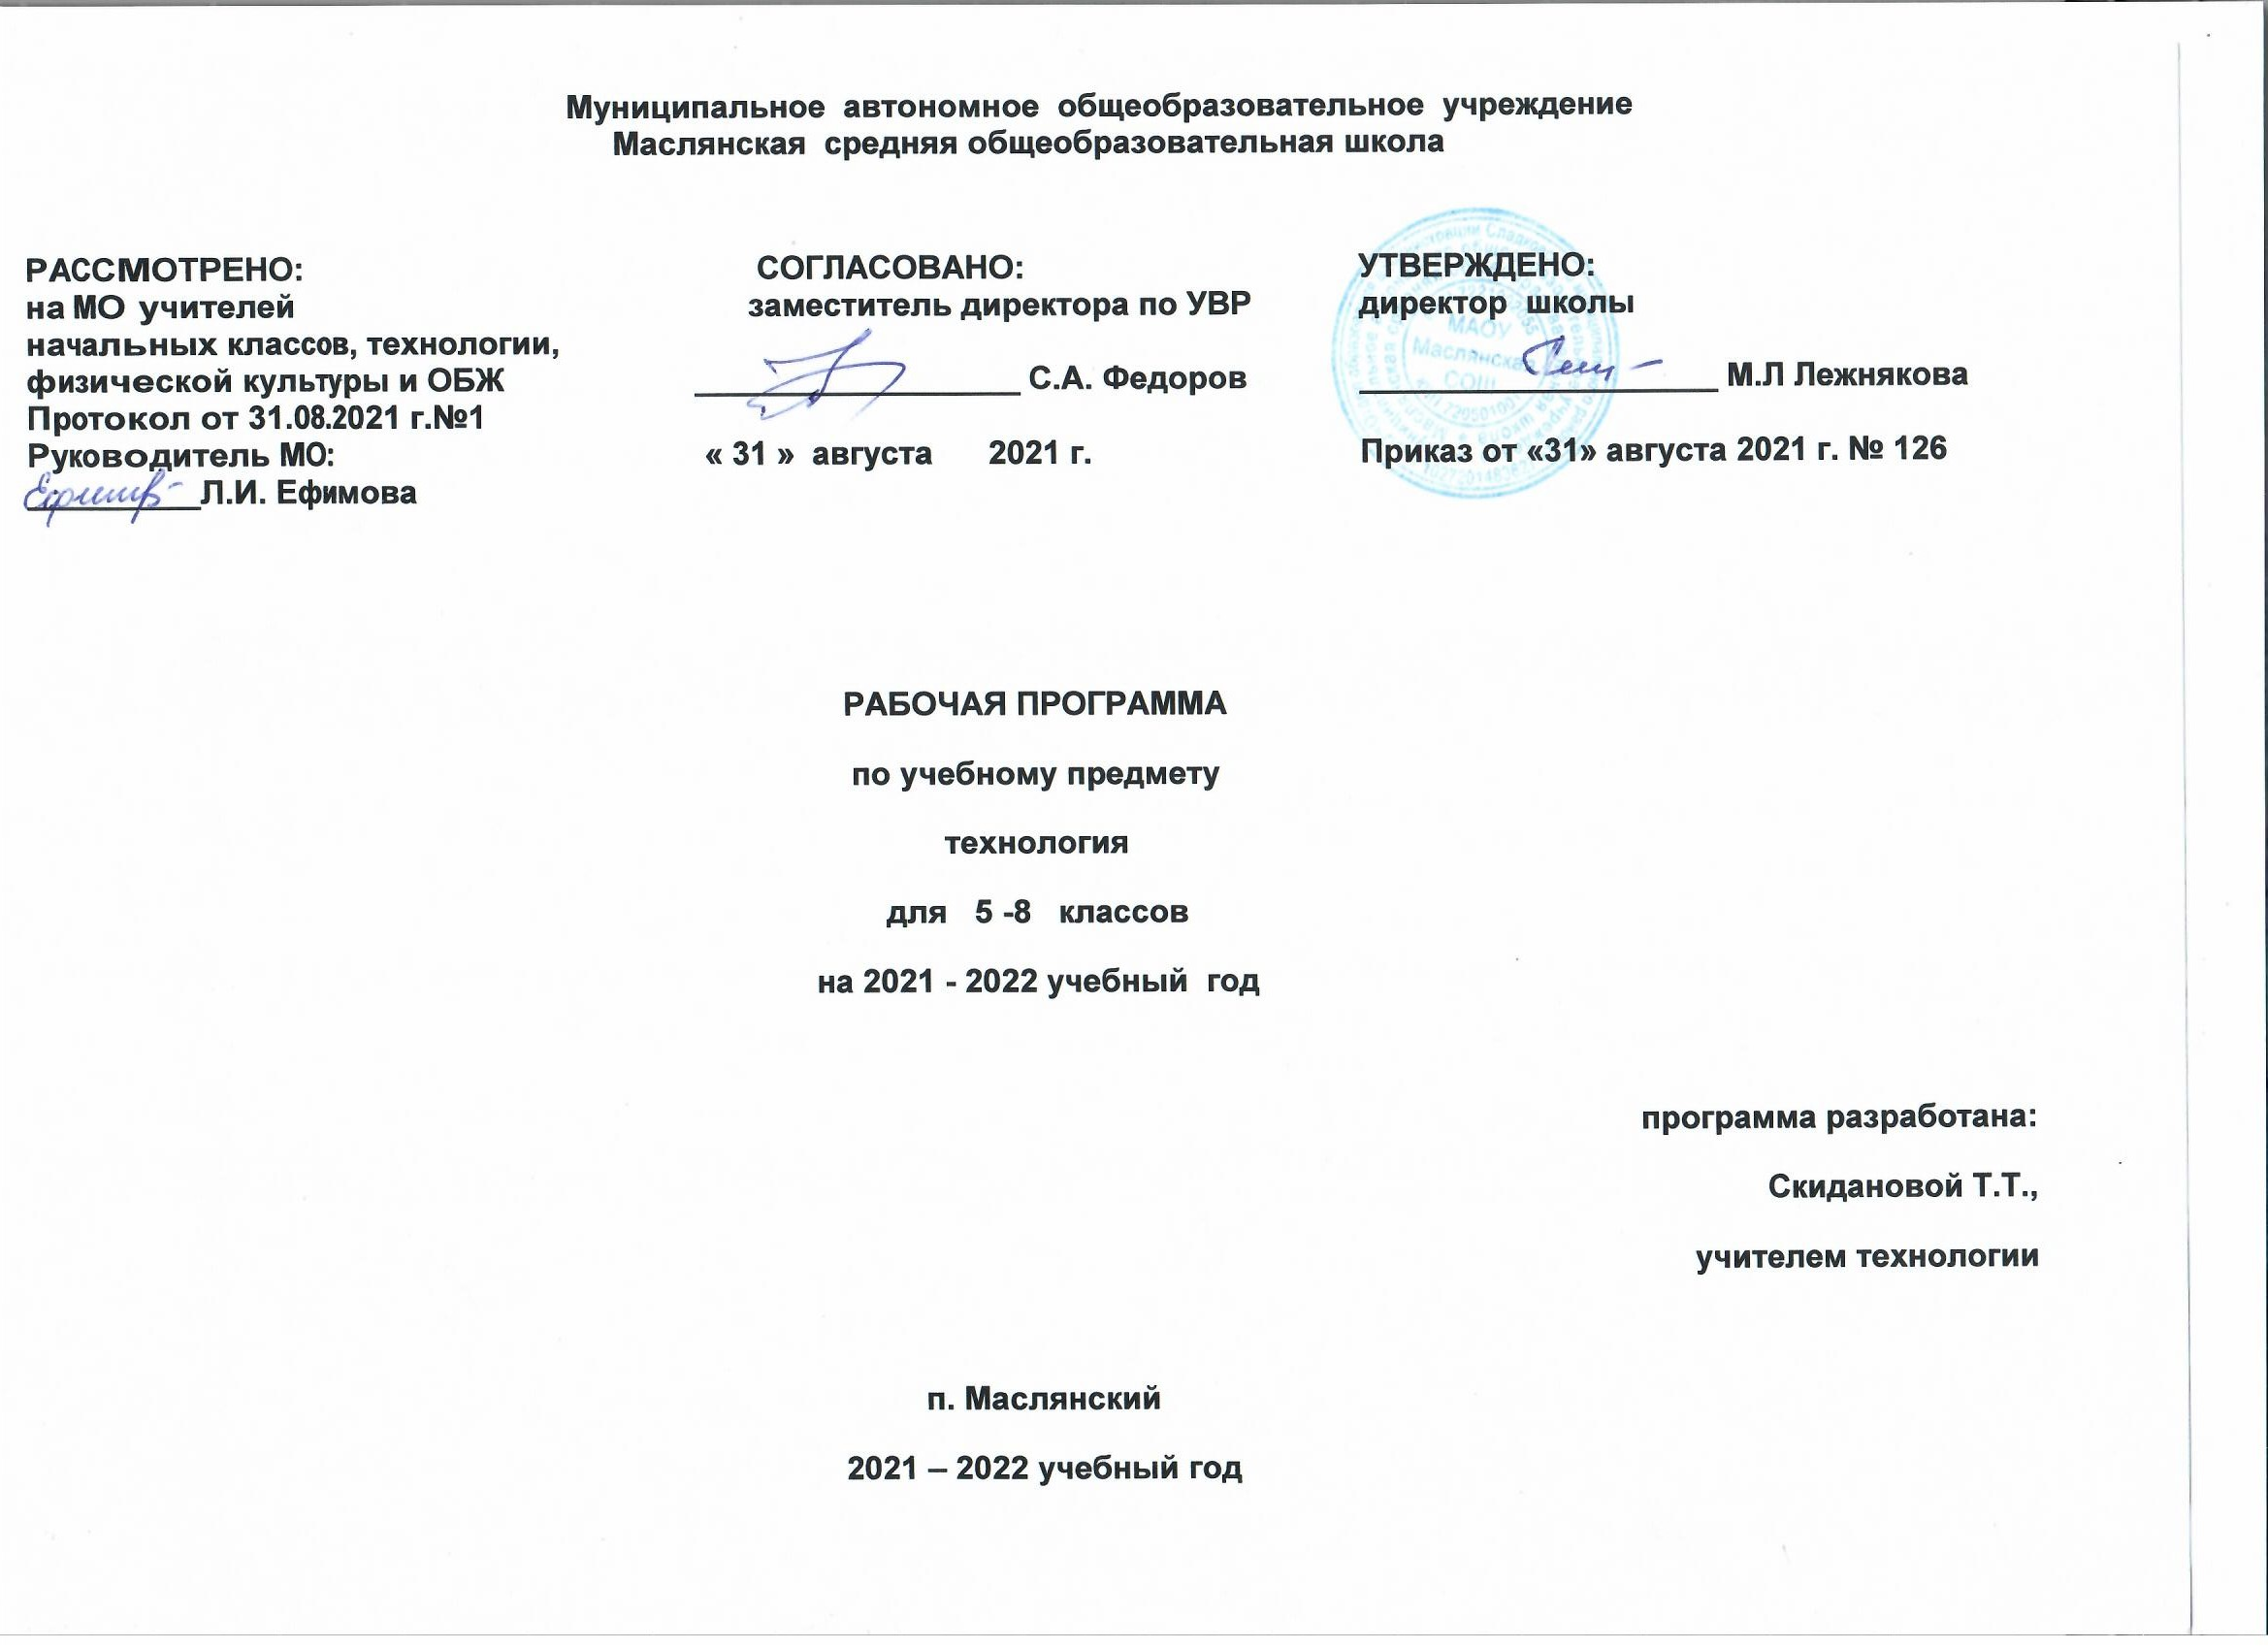 Муниципальное автономное общеобразовательное учреждение
Маслянская средняя общеобразовательная школа
РАССМОТРЕНО:
на МО учителей
начальных классов, технологии,
физической культуры и ОБЖ
Протокол от 31.08.2021 г.№1
Руководитель МО:
Л.И. Ефимова
СОГЛАСОВАНО:
заместитель директора по УВР
С.А. Федоров
« 31 » августа 2021 г.
УТВЕРЖДЕНО:
директор школы
М.Л Лежнякова
Приказ от «31» августа 2021 г. № 126
МАОУ
Маслянская
СОШ
РАБОЧАЯ ПРОГРАММА
по учебному предмету
технология
для 5 -8 классов
на 2021 - 2022 учебный год
программа разработана:
Скидановой Т.Т.,
учителем технологии
п. Маслянский
2021 – 2022 учебный год